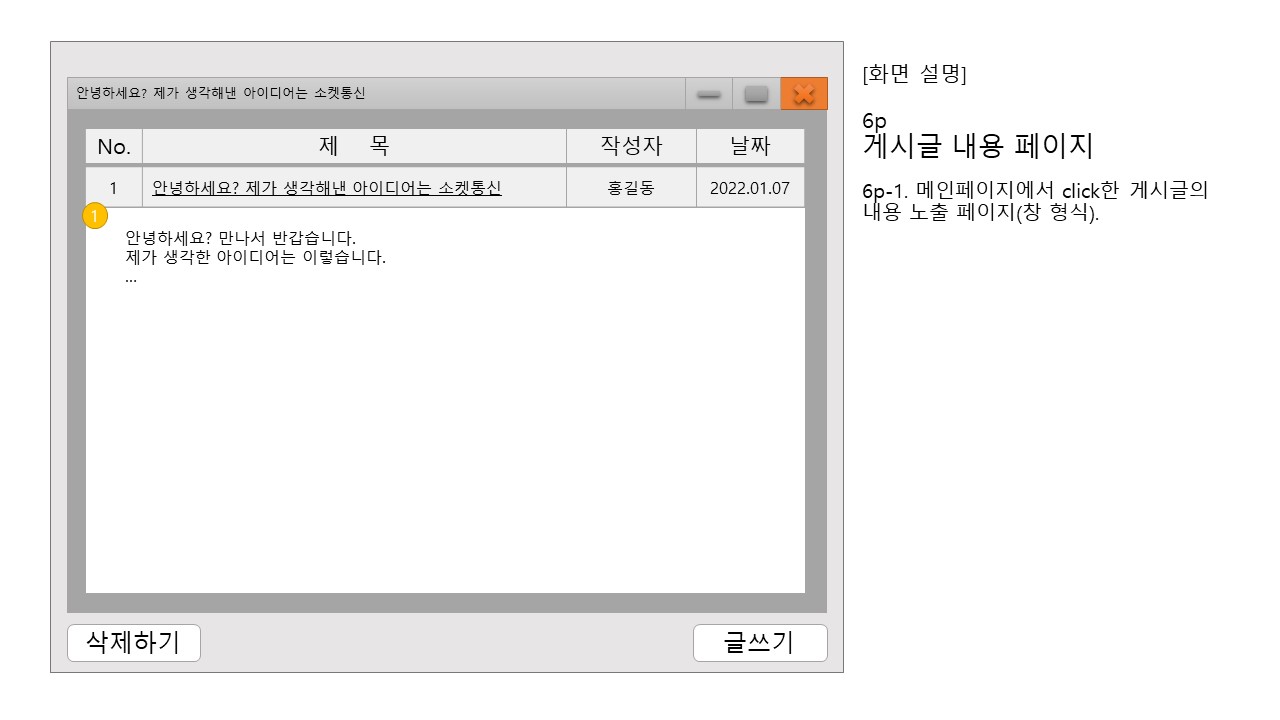 안녕하세요? 제가 생각해낸 아이디어는 소켓통신
No. 제 목 작성자 날짜
1 안녕하세요? 제가 생각해낸 아이디어는 소켓통신 홍길동 2022.01.07
1
안녕하세요? 만나서 반갑습니다.
제가 생각한 아이디어는 이렇습니다.
...
삭제하기 글쓰기
[화면 설명]
6p
게시글 내용 페이지
6p-1. 메인페이지에서 click한 게시글의
내용 노출 페이지(창 형식).